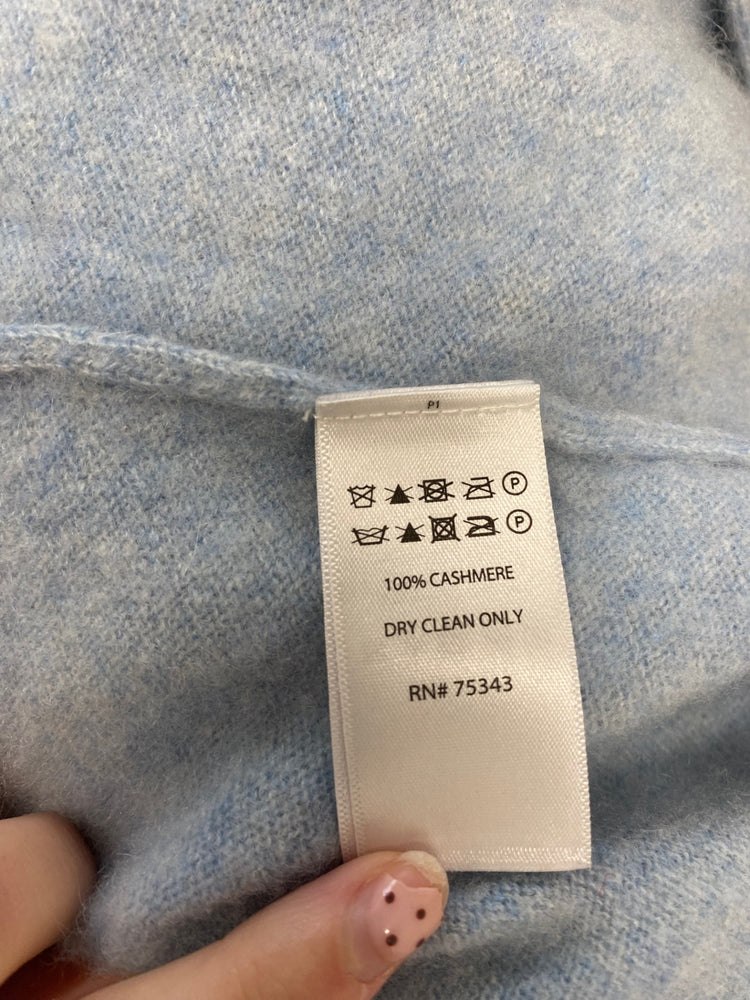 P1
P
P
100% CASHMERE
DRY CLEAN ONLY
RN# 75343